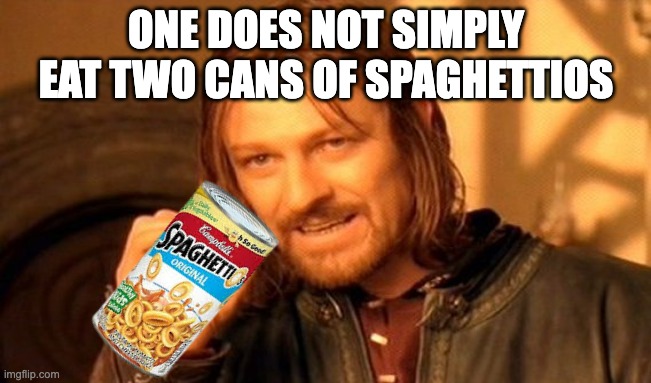 ONE DOES NOT SIMPLY
EAT TWO CANS OF SPAGHETTIOS
Campbell's
SPAGHETTIOS
ORIGINAL
imgflip.com